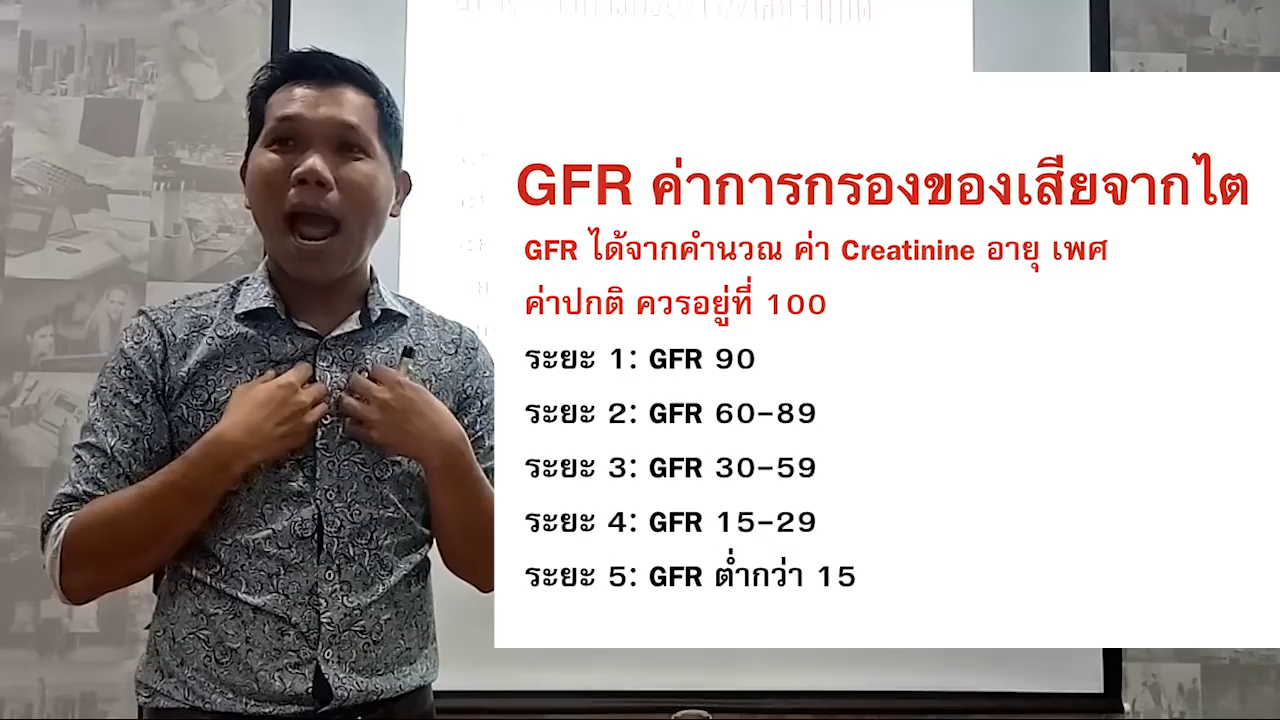 GFR ค่าการกรองของเสียจากไต
GFR ได้จากคำนวณ ค่า Creatinine อายุ เพศ
ค่าปกติ ควรอยู่ที่ 100
ระยะ 1: GFR 90
ระยะ 2: GFR 60-89
ระยะ 3: GFR 30-59
ระยะ 4: GFR 15-29
ระยะ 5: GFR ต่ำกว่า 15